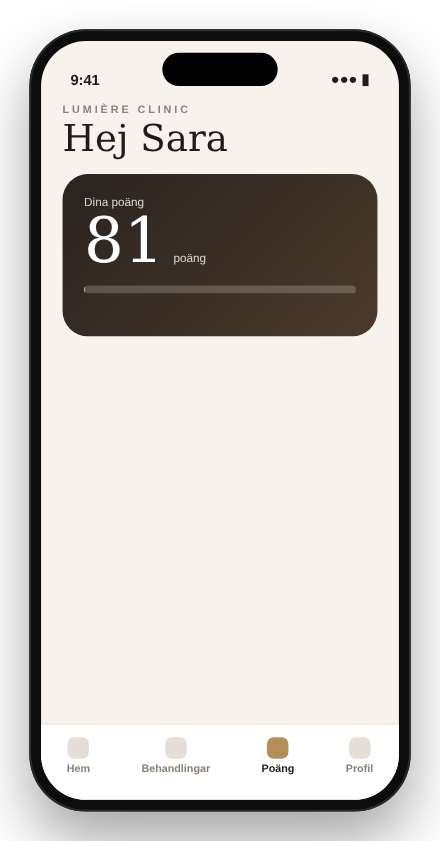 9:41
LUMIÈRE CLINIC
Hej Sara
Dina poäng
81 poäng
Hem Behandlingar Poäng Profil